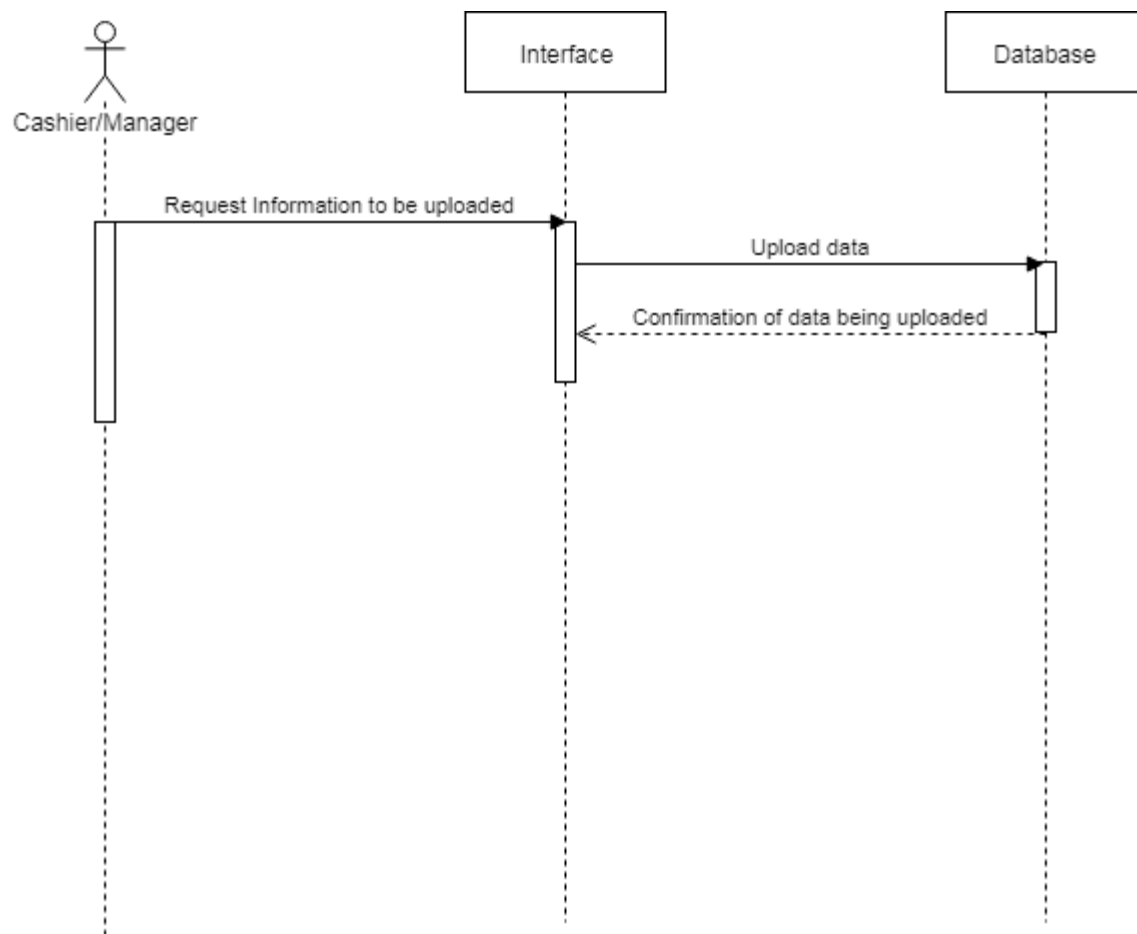 Interface
Database
Cashier/Manager
Request Information to be uploaded
Upload data
Confirmation of data being uploaded